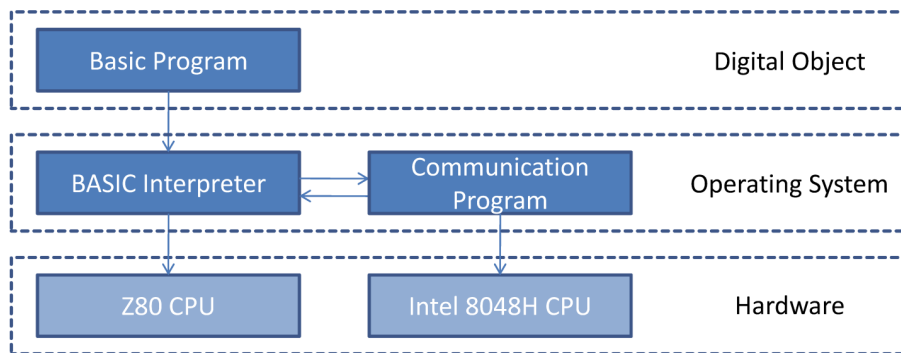 Basic Program
Digital Object
BASIC Interpreter
Communication
Program
Operating System
Z80 CPU
Intel 8048H CPU
Hardware